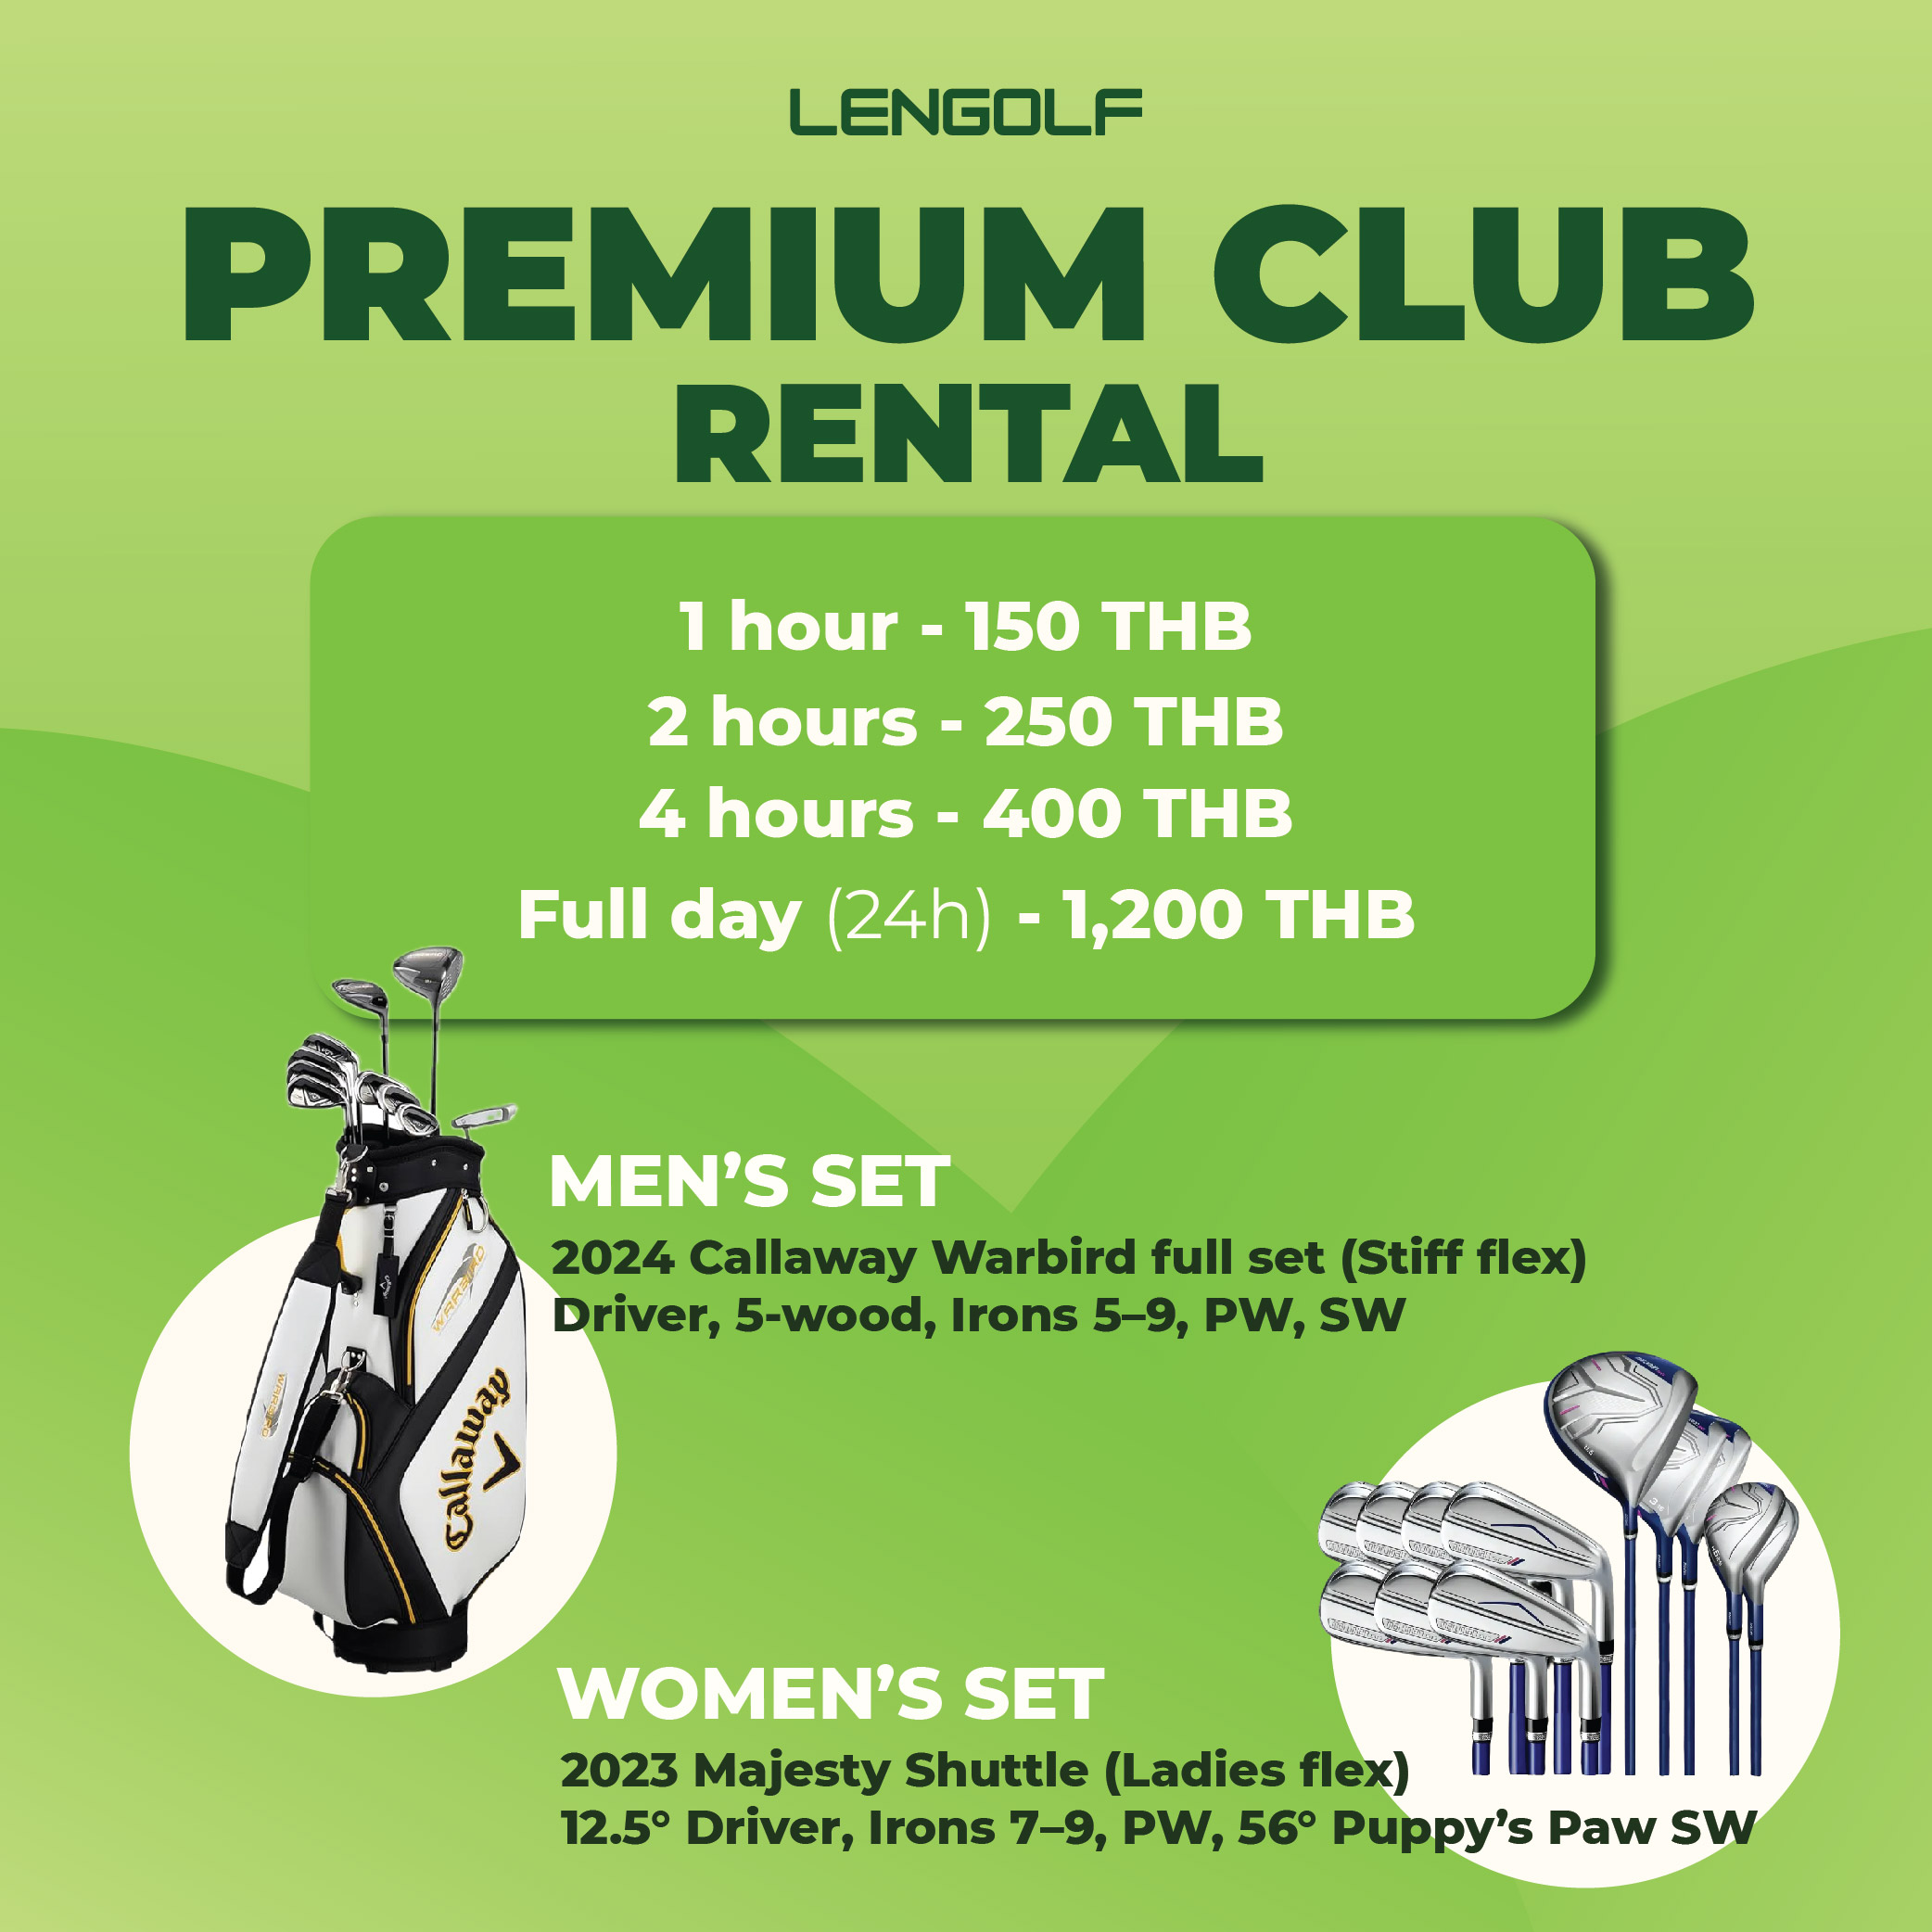 LENGOLF
PREMIUM CLUB
RENTAL
1 hour - 150 THB
2 hours - 250 THB
4 hours - 400 THB
Full day (24h) - 1,200 THB
MEN’S SET
2024 Callaway Warbird full set (Stiff flex)
Driver, 5-wood, Irons 5–9, PW, SW
WARBIRD
WARBIRD
Callaway
WOMEN’S SET
2023 Majesty Shuttle (Ladies flex)
12.5° Driver, Irons 7–9, PW, 56° Puppy’s Paw SW